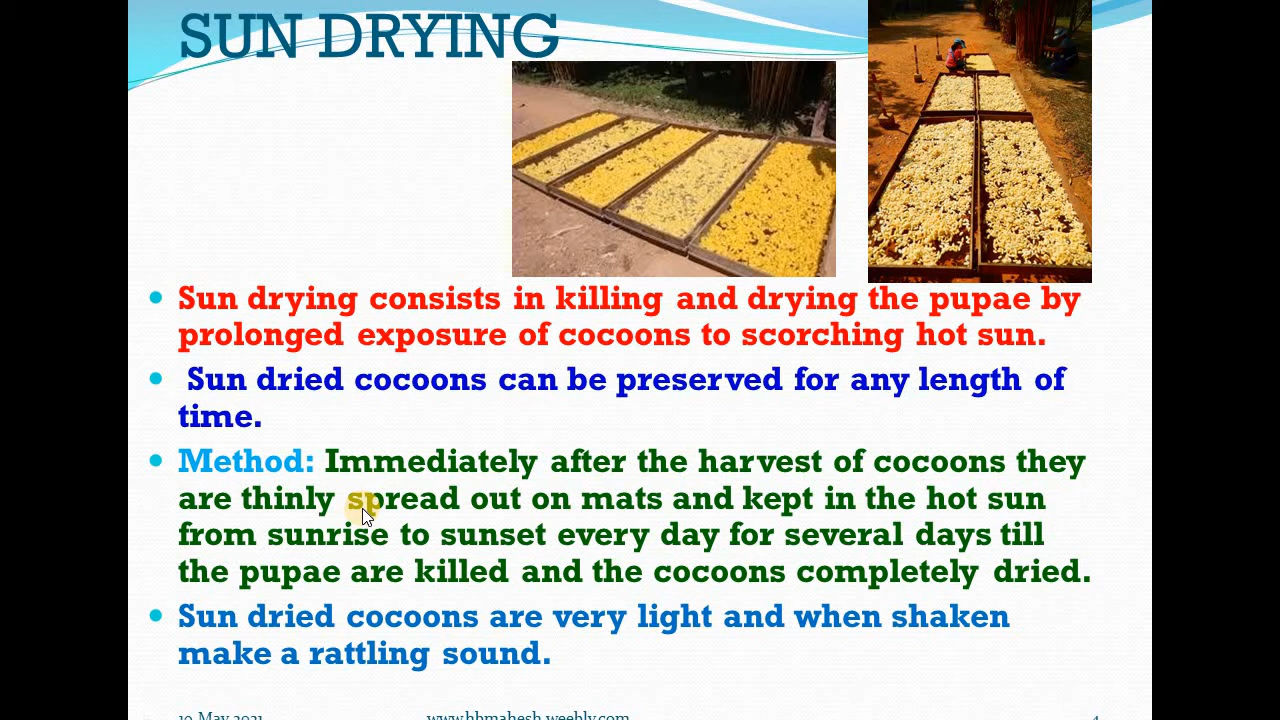 SUN DRYING
• Sun drying consists in killing and drying the pupae by
prolonged exposure of cocoons to scorching hot sun.
• Sun dried cocoons can be preserved for any length of
time.
• Method: Immediately after the harvest of cocoons they
are thinly spread out on mats and kept in the hot sun
from sunrise to sunset every day for several days till
the pupae are killed and the cocoons completely dried.
• Sun dried cocoons are very light and when shaken
make a rattling sound.
19 May 2021 www.hbmahesh.weebly.com 4